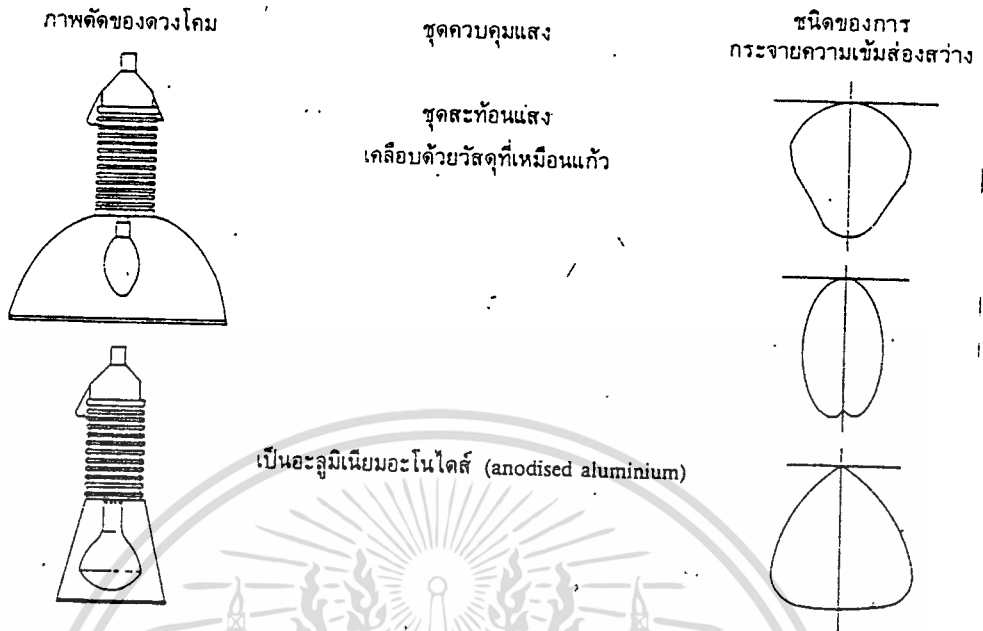 ภาพตัดของดวงโคม
ชุดควบคุมแสง
ชนิดของการ
กระจายความเข้มส่องสว่าง
ชุดสะท้อนแสง
เคลือบด้วยวัสดุที่เหมือนแก้ว
เป็นอะลูมิเนียมอะโนไดส์ (anodised aluminium)